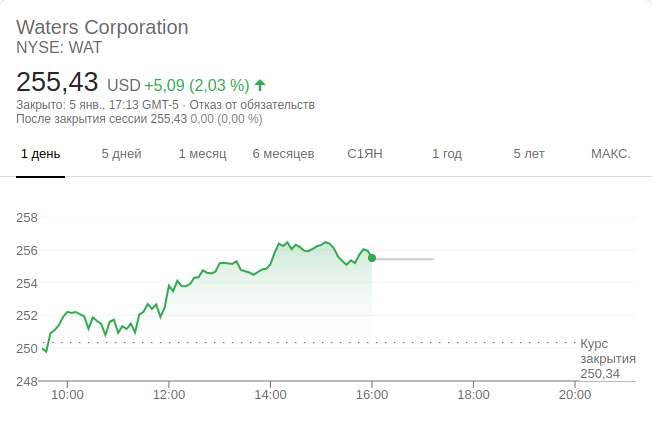 Waters Corporation
NYSE: WAT
255,43 USD +5,09 (2,03 %)
Закрыто: 5 янв., 17:13 GMT-5 · Отказ от обязательств
После закрытия сессии 255,43 0,00 (0,00 %)
1 день 5 дней 1 месяц 6 месяцев С1ЯН 1 год 5 лет МАКС.
258
256
254
252
250
Курс
закрытия
250,34
248
10:00 12:00 14:00 16:00 18:00 20:00